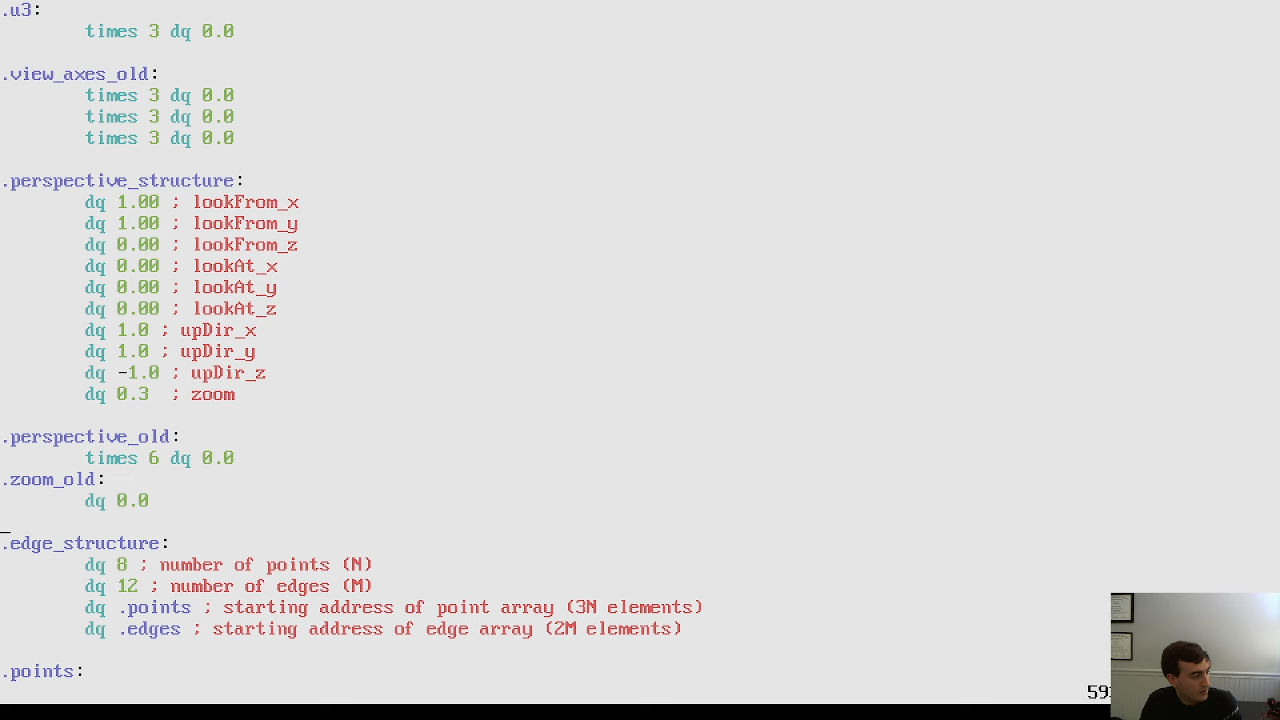 .u3:
times 3 dq 0.0
.view_axes_old:
times 3 dq 0.0
times 3 dq 0.0
times 3 dq 0.0
.perspective_structure:
dq 1.00 ; lookFrom_x
dq 1.00 ; lookFrom_y
dq 0.00 ; lookFrom_z
dq 0.00 ; lookAt_x
dq 0.00 ; lookAt_y
dq 0.00 ; lookAt_z
dq 1.0 ; upDir_x
dq 1.0 ; upDir_y
dq -1.0 ; upDir_z
dq 0.3  ; zoom
.perspective_old:
times 6 dq 0.0
.zoom_old:
dq 0.0
.edge_structure:
dq 8 ; number of points (N)
dq 12 ; number of edges (M)
dq .points ; starting address of point array (3N elements)
dq .edges ; starting address of edge array (2M elements)
.points: